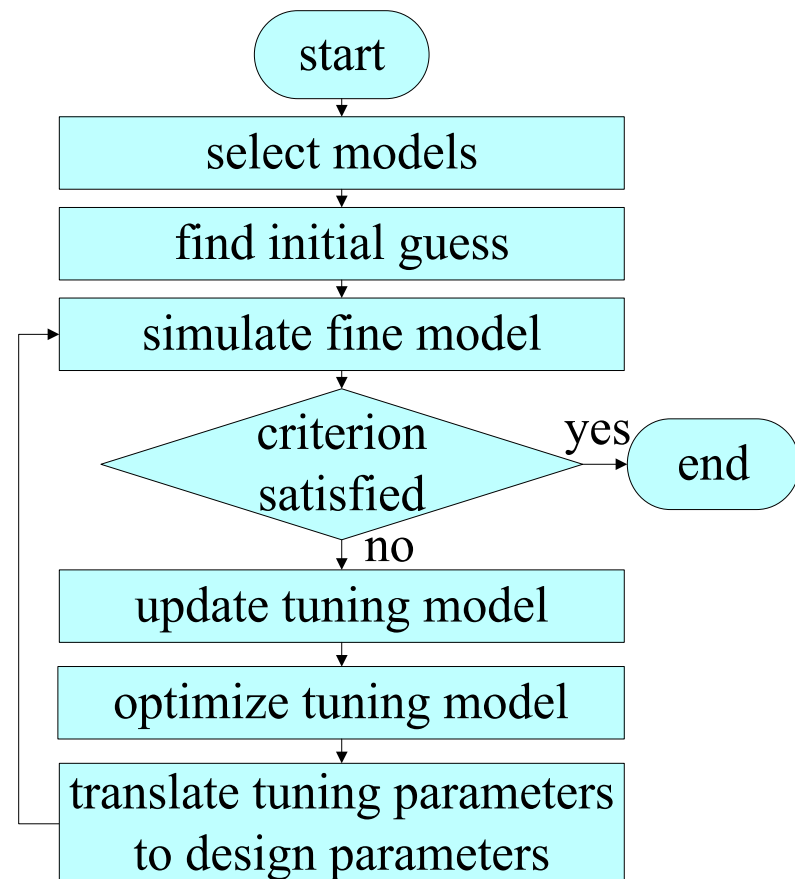 start
select models
find initial guess
simulate fine model
criterion
satisfied
yes
end
no
update tuning model
optimize tuning model
translate tuning parameters
to design parameters